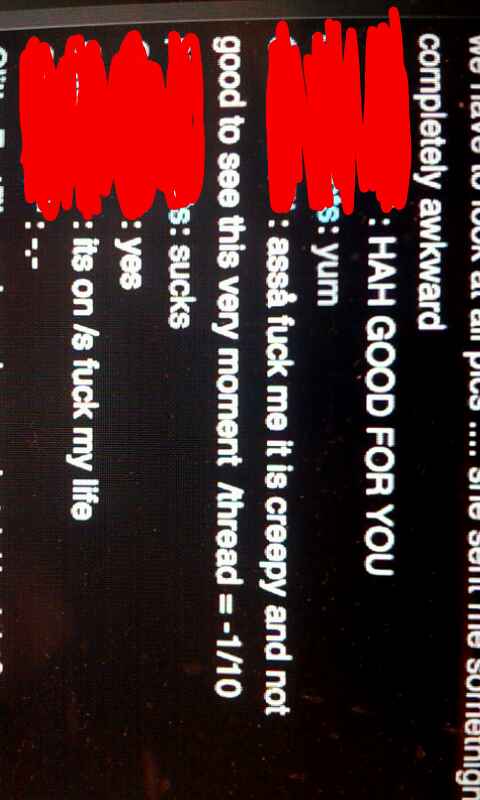 we have to look at all pics .... she sent me somethign
completely awkward
: HAH GOOD FOR YOU
s: yum
: asså fuck me it is creepy and not
good to see this very moment /thread = -1/10
s: sucks
: yes
: its on /s fuck my life
: -.-